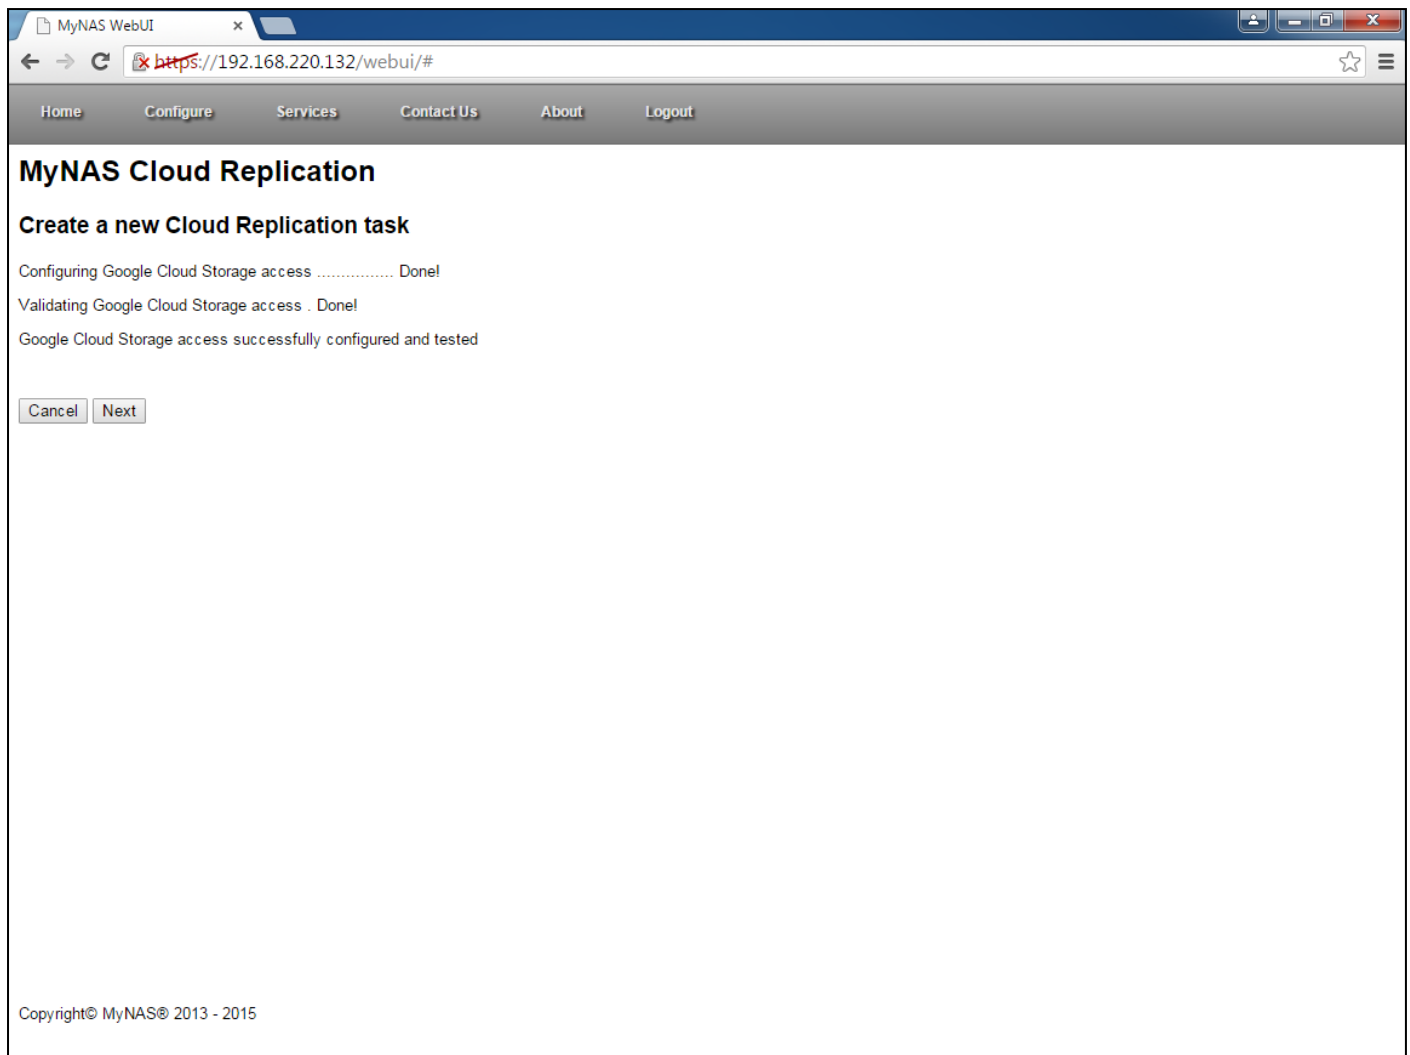 MyNAS WebUI
https://192.168.220.132/webui/#
Home Configure Services Contact Us About Logout
MyNAS Cloud Replication
Create a new Cloud Replication task
Configuring Google Cloud Storage access ................ Done!
Validating Google Cloud Storage access . Done!
Google Cloud Storage access successfully configured and tested
Cancel Next
Copyright© MyNAS® 2013 - 2015